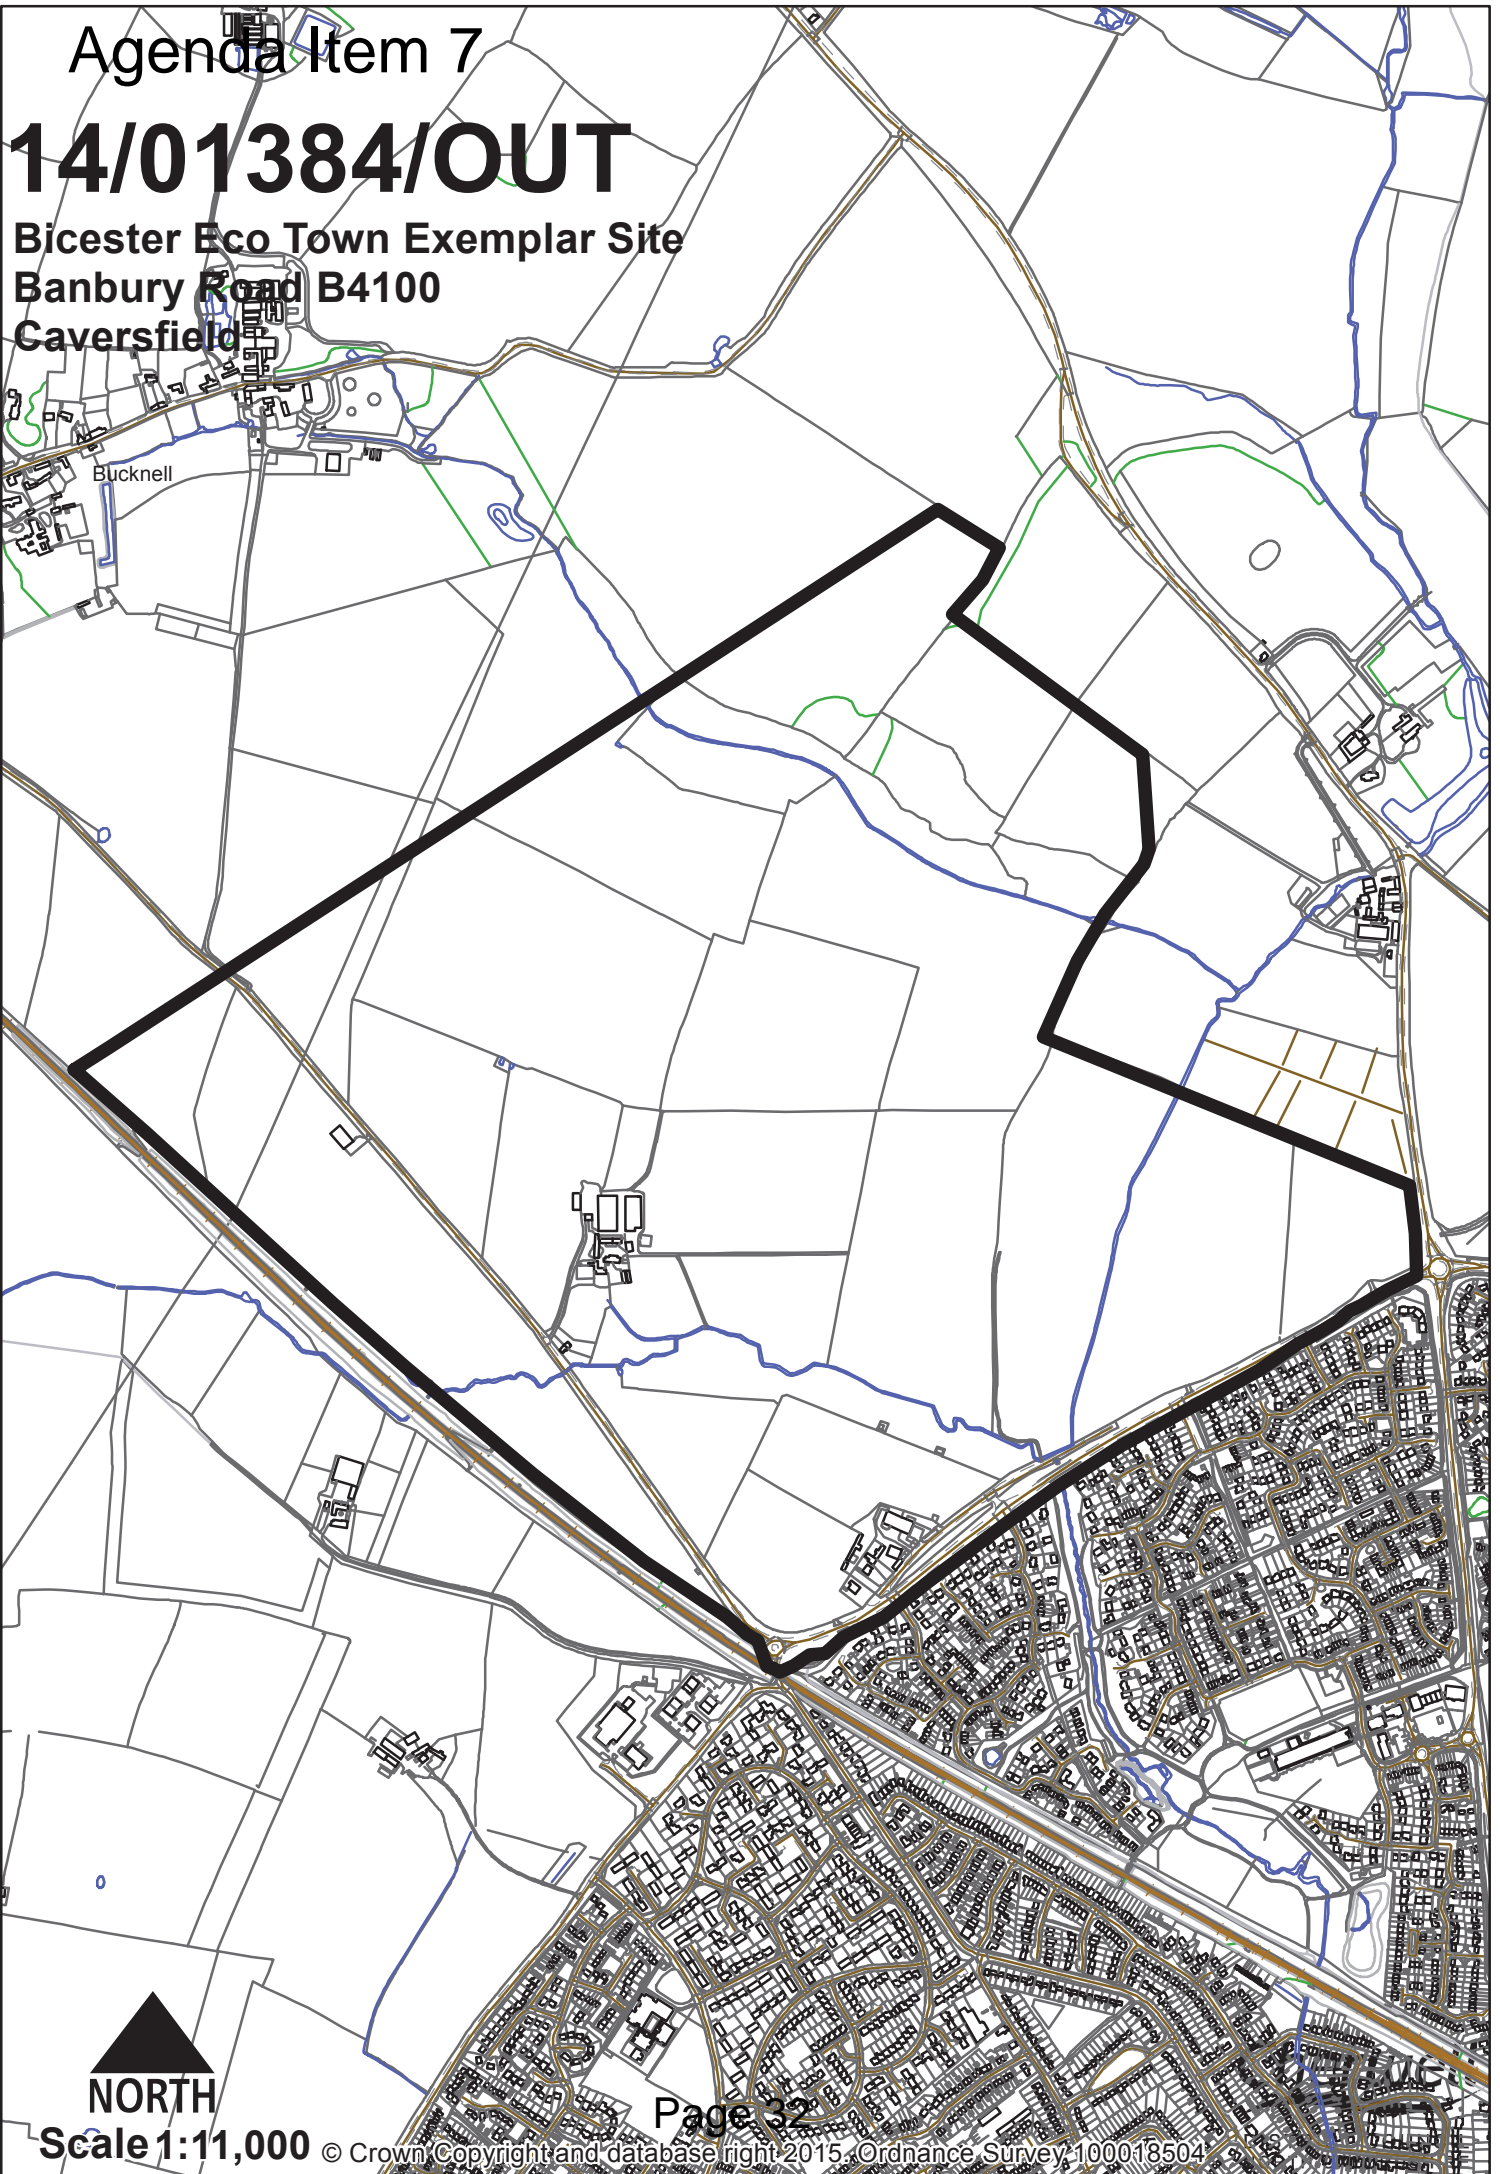 Agenda Item 7
14/01384/OUT
Bicester Eco Town Exemplar Site
Banbury Road B4100
Caversfield
Bucknell
NORTH
Page 32
Scale 1:11,000 © Crown Copyright and database right 2015. Ordnance Survey 100018504